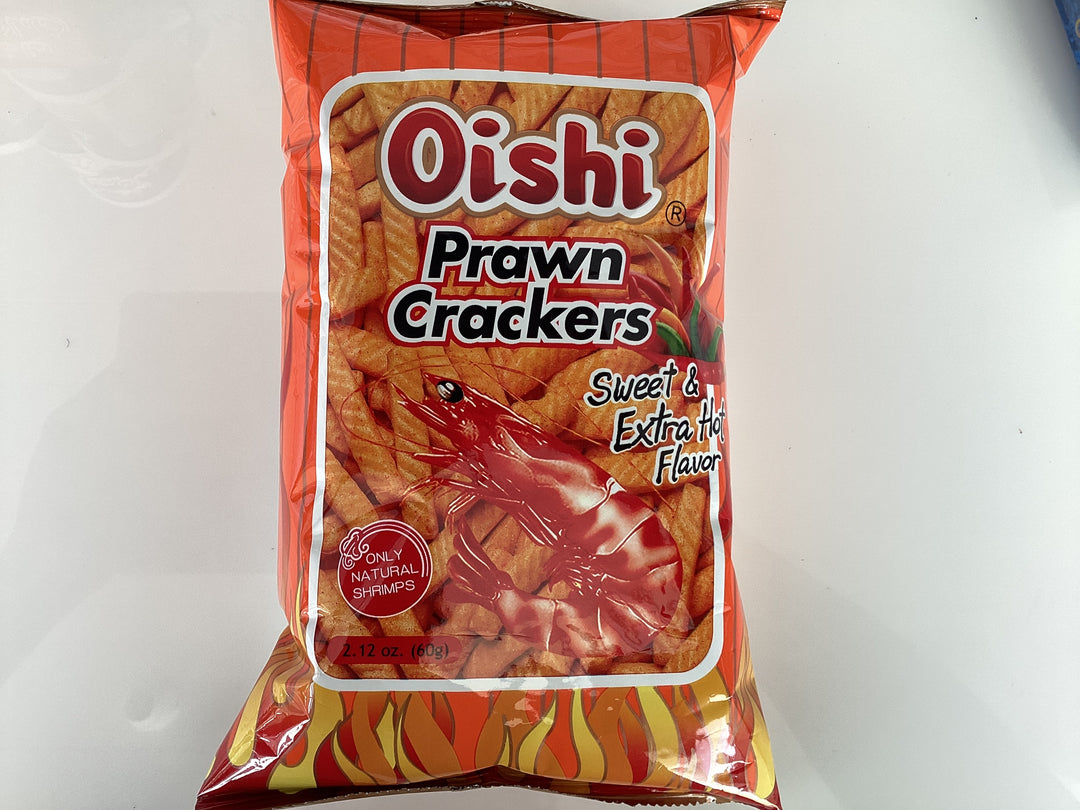 Oishi
®
Prawn
Crackers
Sweet &
Extra Hot
Flavor
ONLY
NATURAL
SHRIMPS
2.12 oz. (60g)